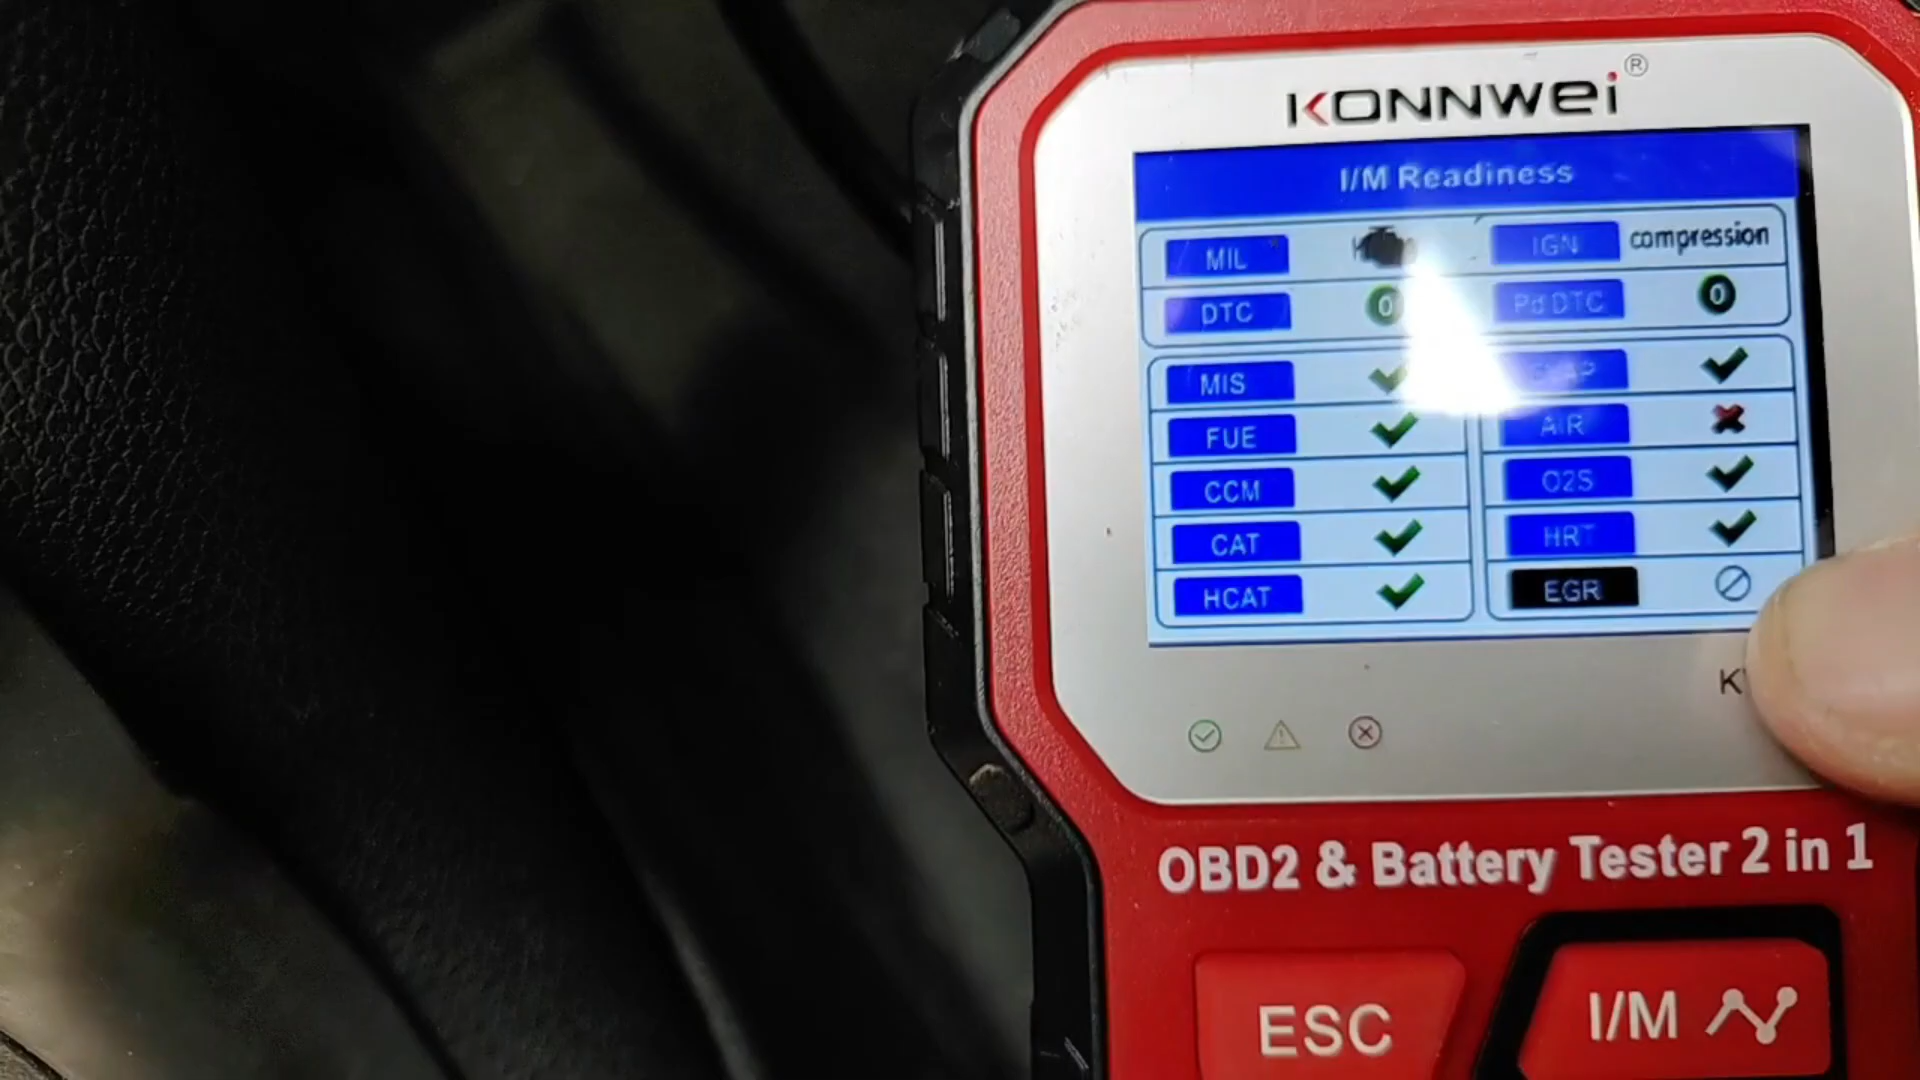 KONNWEI®
I/M Readiness
MIL IGN compression
DTC 0 Pd DTC 0
MIS
FUE AIR
CCM O2S
CAT HRT
HCAT EGR
OBD2 & Battery Tester 2 in 1
ESC I/M